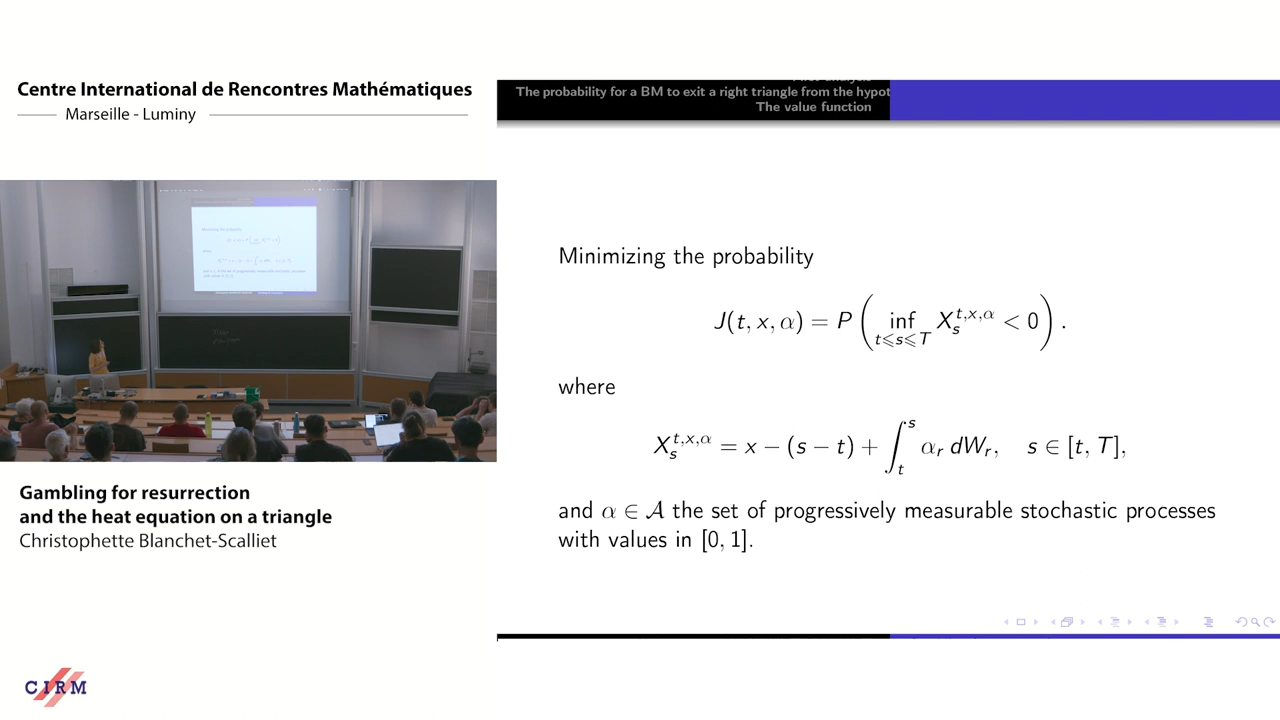 Centre International de Rencontres Mathématiques
Marseille - Luminy
The probability for a BM to exit a right triangle from the hypot
The value function
Minimizing the probability
J(t, x, α) = P ( inf_{t⩽s⩽T} X_s^{t,x,α} < 0 ) .
where
X_s^{t,x,α} = x − (s − t) + ∫_t^s α_r dW_r, s ∈ [t, T],
and α ∈ 𝒜 the set of progressively measurable stochastic processes
with values in [0, 1].
Gambling for resurrection
and the heat equation on a triangle
Christophette Blanchet-Scalliet
CIRM